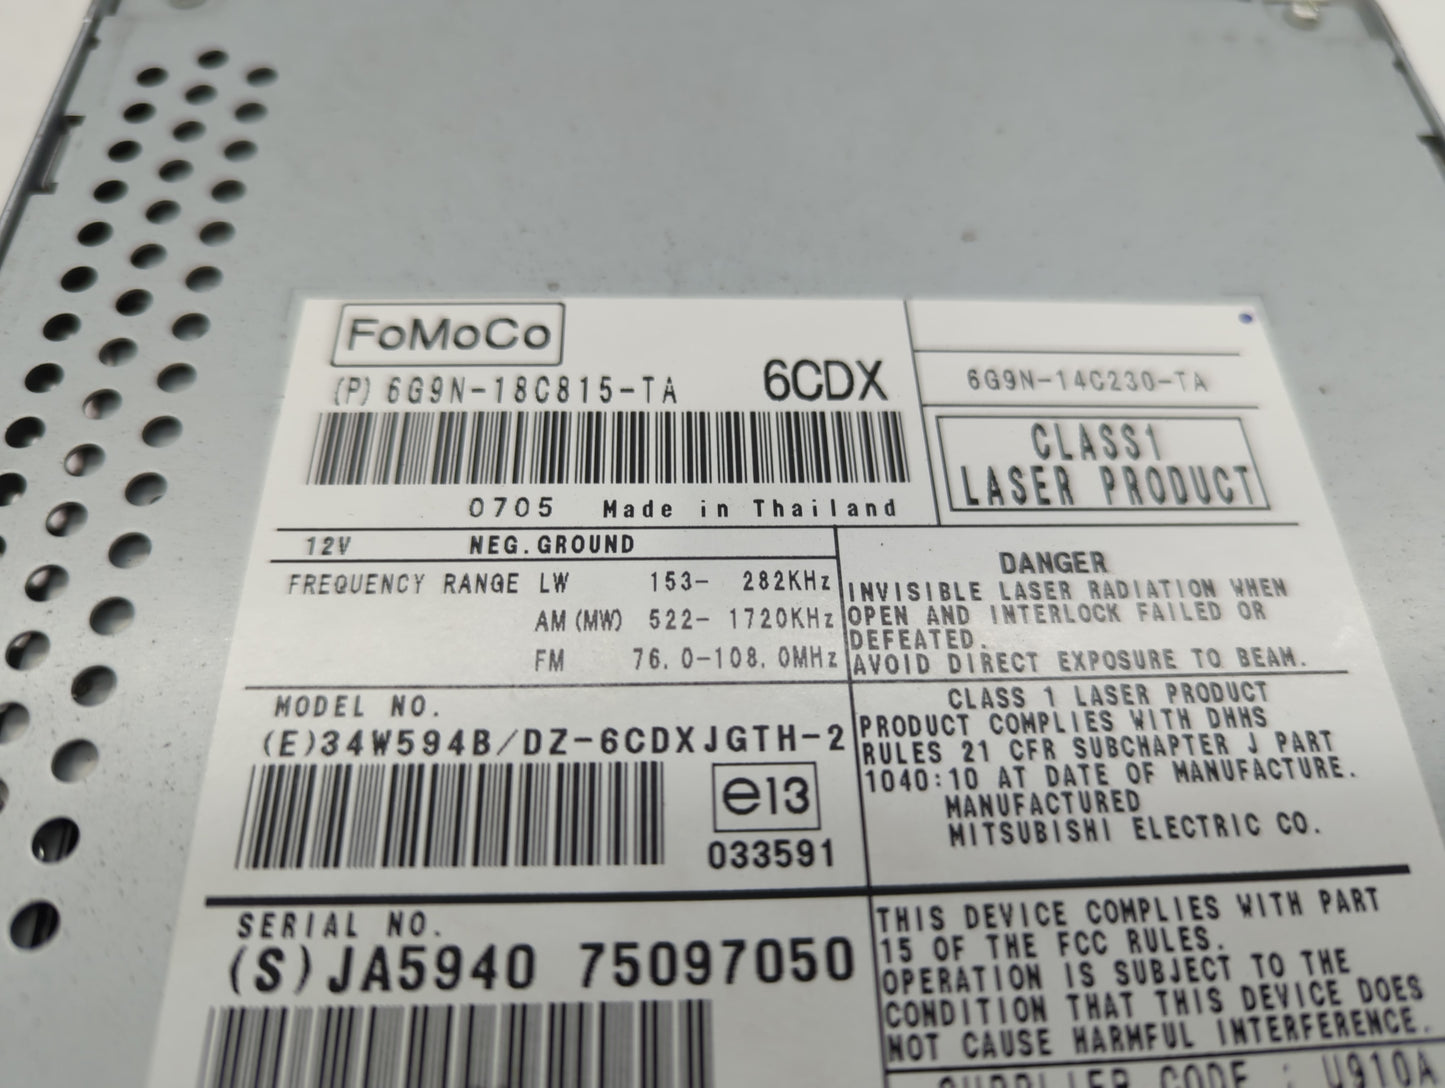 FoMoCo
(P) 6G9N-18C815-TA
6CDX
0705 Made in Thailand
6G9N-14C230-TA
CLASS1
LASER PRODUCT
12V NEG.GROUND
FREQUENCY RANGE LW 153- 282KHz
AM(MW) 522- 1720KHz
FM 76.0-108.0MHz
DANGER
INVISIBLE LASER RADIATION WHEN
OPEN AND INTERLOCK FAILED OR
DEFEATED.
AVOID DIRECT EXPOSURE TO BEAM.
MODEL NO.
(E)34W594B/DZ-6CDXJGTH-2
e13
033591
CLASS 1 LASER PRODUCT
PRODUCT COMPLIES WITH DHHS
RULES 21 CFR SUBCHAPTER J PART
1040:10 AT DATE OF MANUFACTURE.
MANUFACTURED
MITSUBISHI ELECTRIC CO.
SERIAL NO.
(S)JA5940 75097050
THIS DEVICE COMPLIES WITH PART
15 OF THE FCC RULES.
OPERATION IS SUBJECT TO THE
CONDITION THAT THIS DEVICE DOES
NOT CAUSE HARMFUL INTERFERENCE.
SUPPLIER CODE : U910A